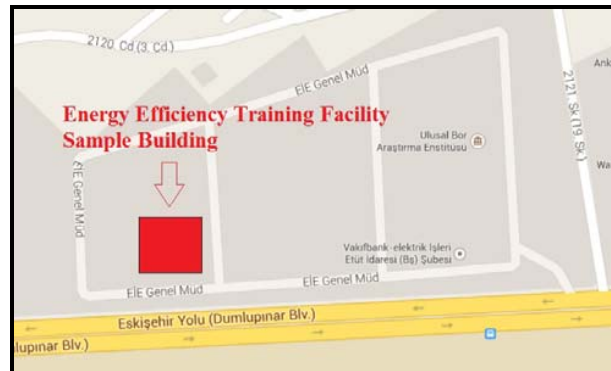 2120. Cd (3. Cd.)
EİE Genel Müd
Ank
2121. Sk (19. Sk.)
Energy Efficiency Training Facility
Sample Building
Ulusal Bor
Araştırma Enstitüsü
Wa
EİE Genel Müd
Vakıfbank -elektrik İşleri
Etüt İdaresi (Bş) Şubesi
EİE Genel Müd
EİE Genel Müd
Eskişehir Yolu (Dumlupınar Blv.)
lupınar Blv.)